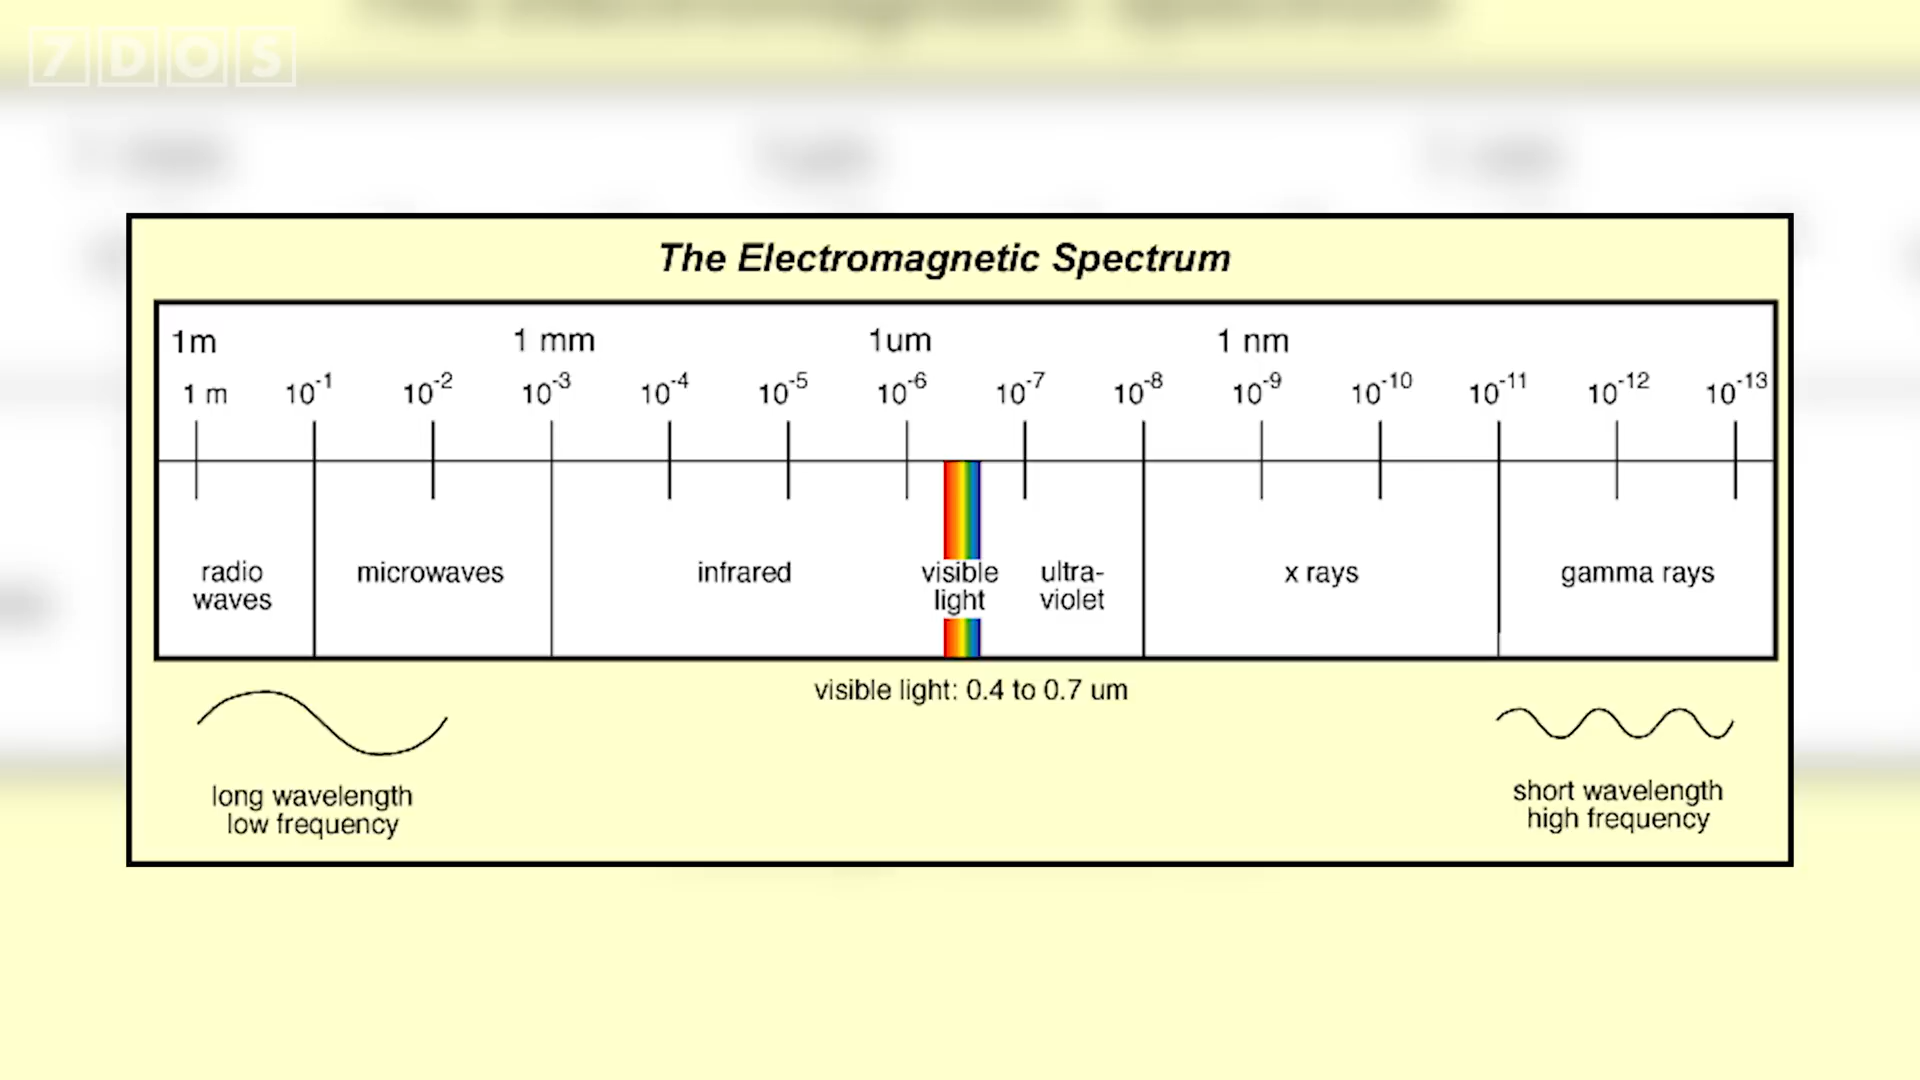 7DOS
The Electromagnetic Spectrum
1m 1 mm 1um 1 nm
1 m 10⁻¹ 10⁻² 10⁻³ 10⁻⁴ 10⁻⁵ 10⁻⁶ 10⁻⁷ 10⁻⁸ 10⁻⁹ 10⁻¹⁰ 10⁻¹¹ 10⁻¹² 10⁻¹³
radio
waves
microwaves
infrared
visible
light
ultra-
violet
x rays
gamma rays
visible light: 0.4 to 0.7 um
long wavelength
low frequency
short wavelength
high frequency